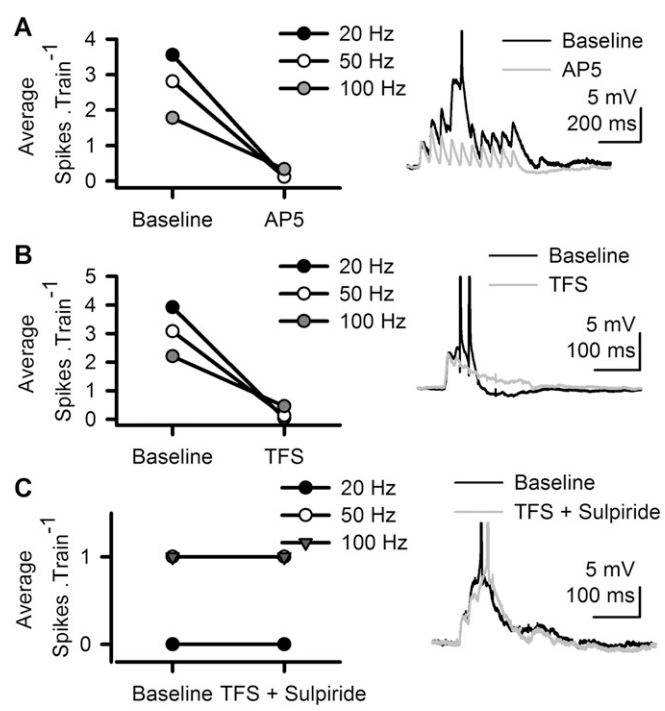 A
Average
Spikes .Train-1
4
3
2
1
0
Baseline AP5
20 Hz
50 Hz
100 Hz
Baseline
AP5
5 mV
200 ms
B
Average
Spikes .Train-1
5
4
3
2
1
0
Baseline TFS
20 Hz
50 Hz
100 Hz
Baseline
TFS
5 mV
100 ms
C
Average
Spikes .Train-1
1
0
Baseline TFS + Sulpiride
20 Hz
50 Hz
100 Hz
Baseline
TFS + Sulpiride
5 mV
100 ms